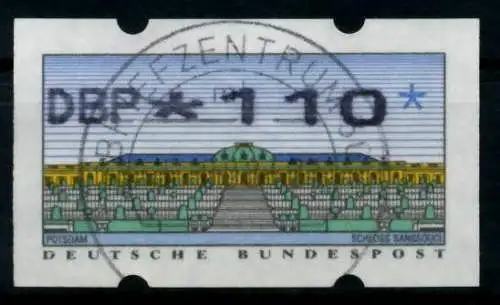 BRIEFZENTRUM
DBP *110 *
POTSDAM SCHLOSS SANSSOUCI
DEUTSCHE BUNDESPOST